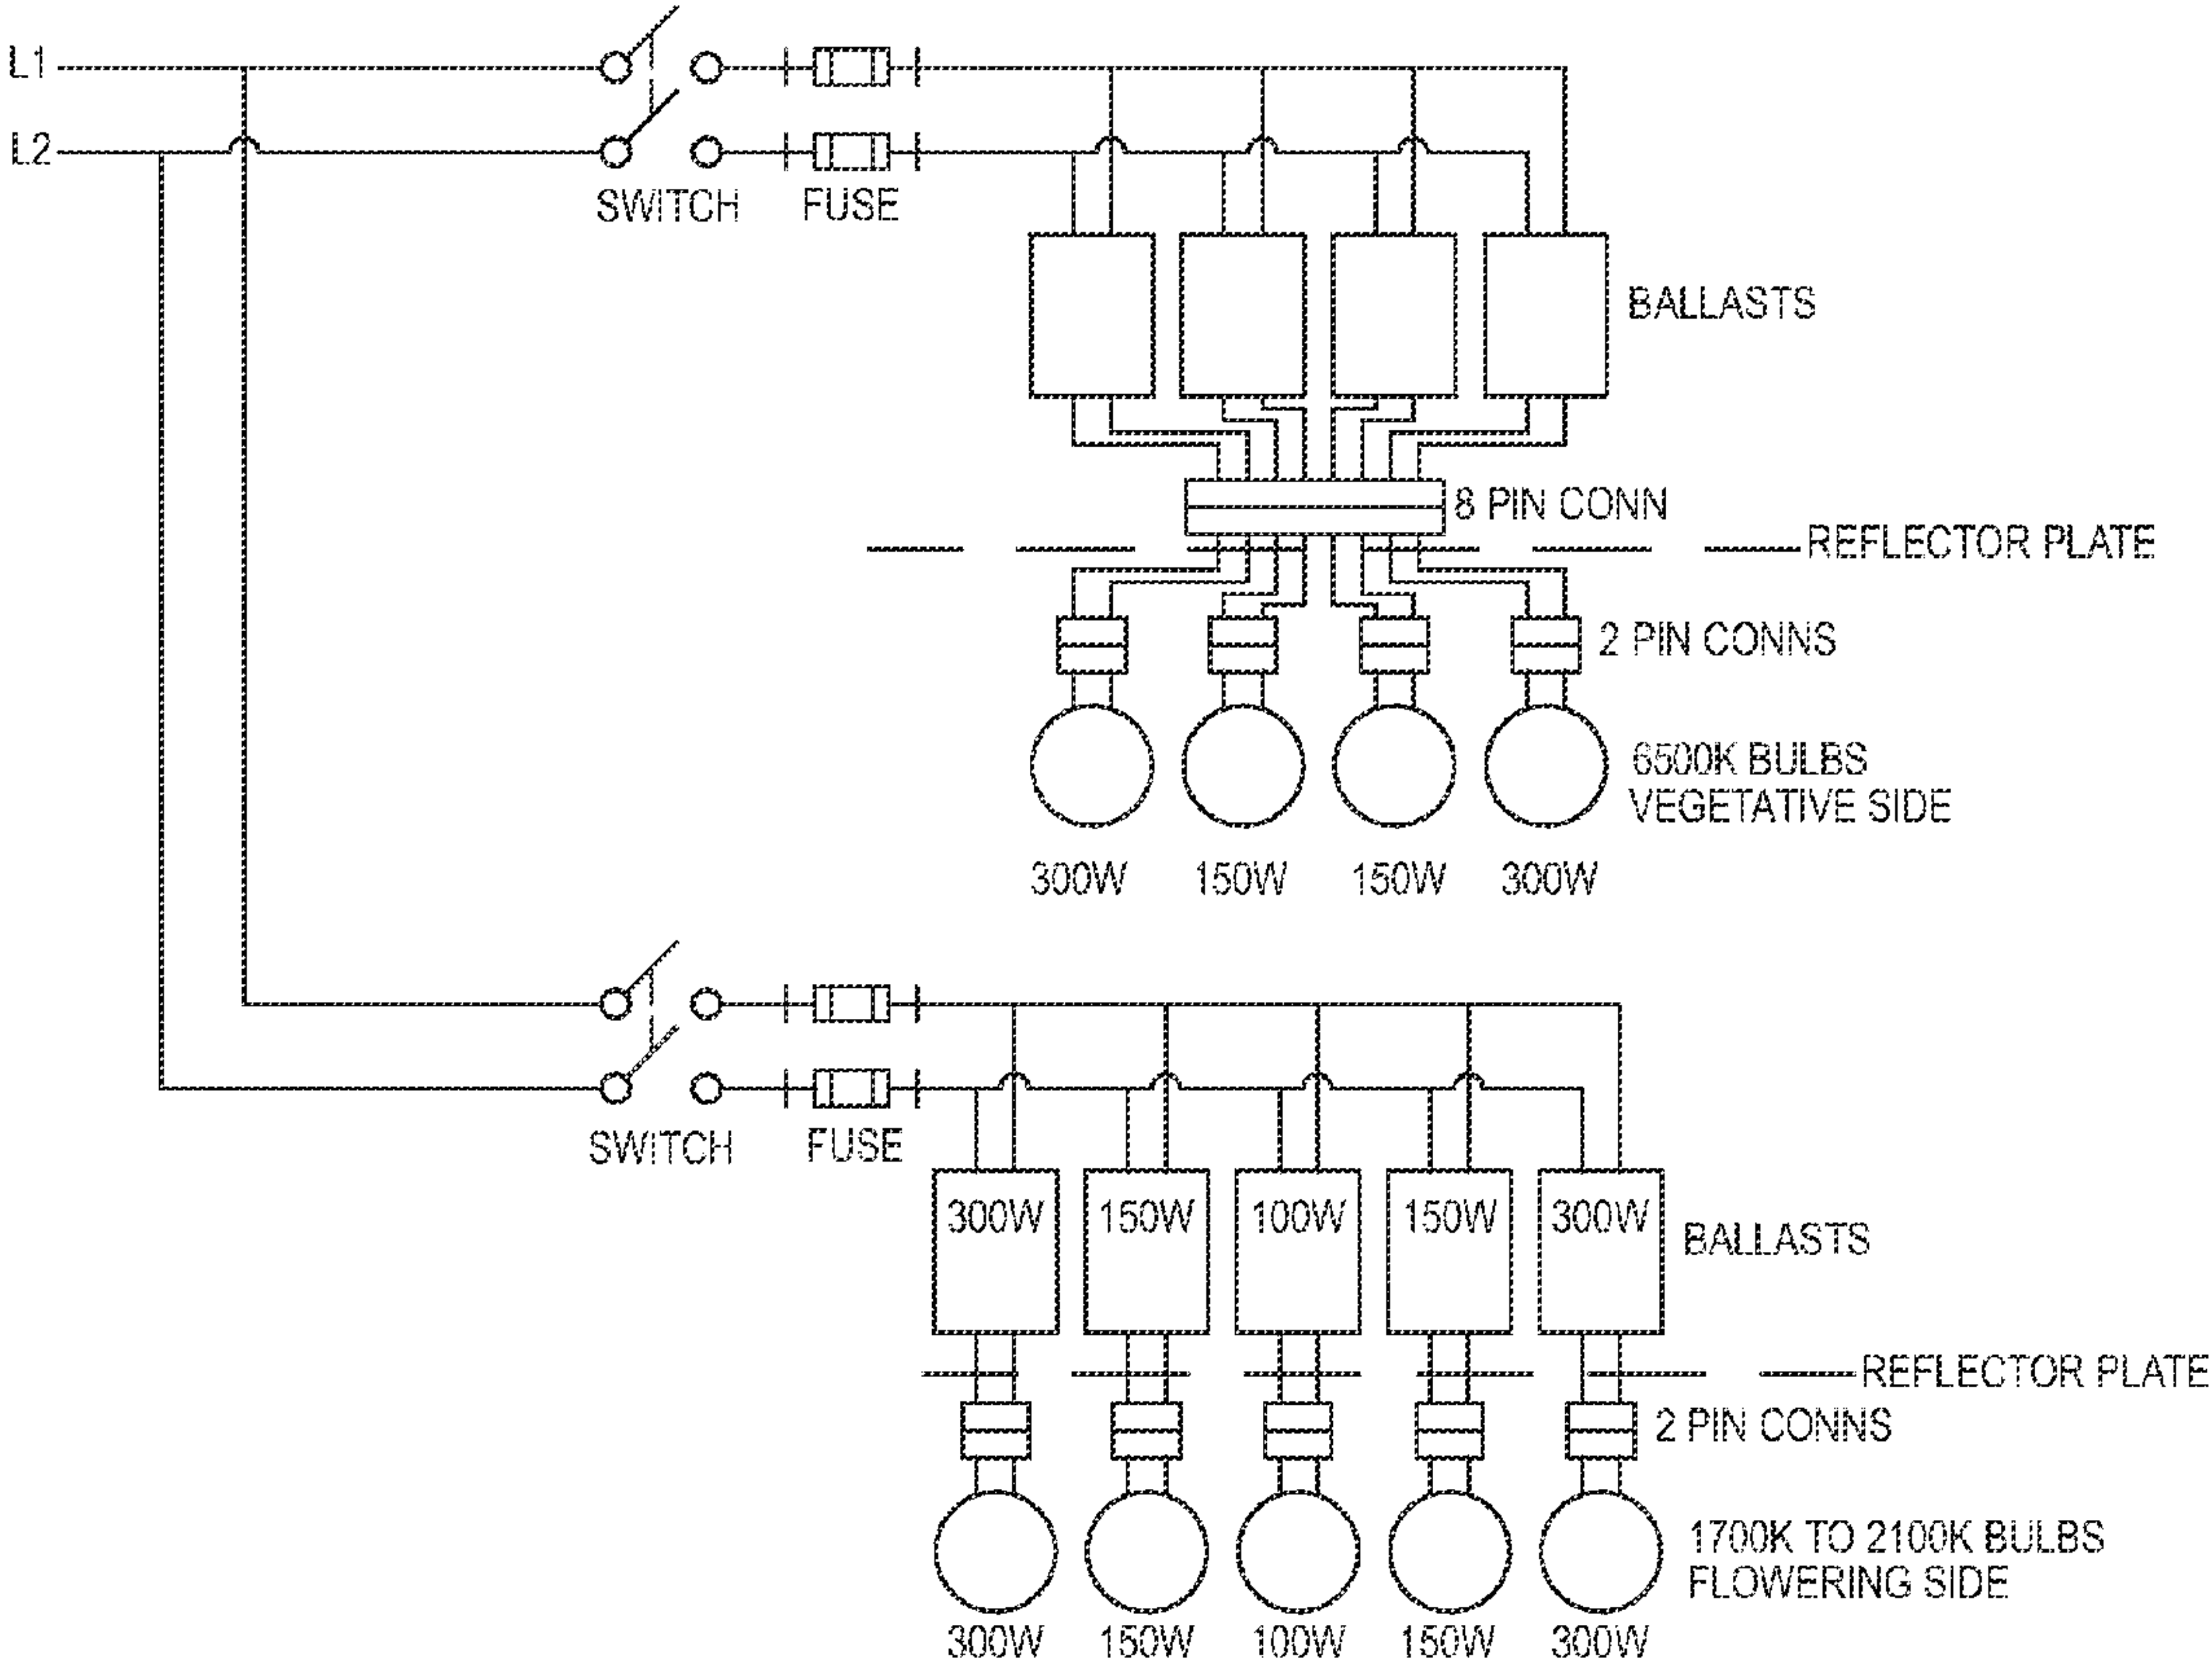 L1
L2
SWITCH
FUSE
BALLASTS
8 PIN CONN
REFLECTOR PLATE
2 PIN CONNS
6500K BULBS
VEGETATIVE SIDE
300W 150W 150W 300W
SWITCH
FUSE
300W 150W 100W 150W 300W
BALLASTS
REFLECTOR PLATE
2 PIN CONNS
1700K TO 2100K BULBS
FLOWERING SIDE
300W 150W 100W 150W 300W